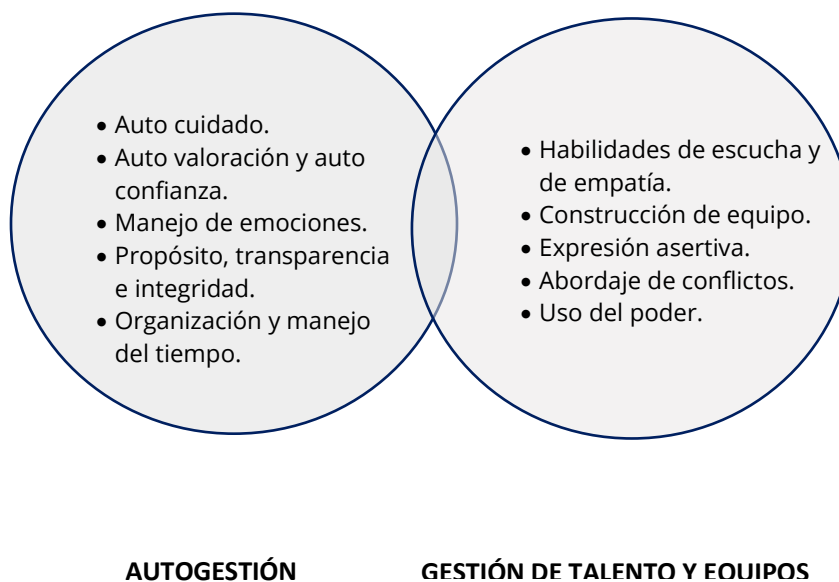 • Auto cuidado.
• Auto valoración y auto
confianza.
• Manejo de emociones.
• Propósito, transparencia
e integridad.
• Organización y manejo
del tiempo.
• Habilidades de escucha y
de empatía.
• Construcción de equipo.
• Expresión asertiva.
• Abordaje de conflictos.
• Uso del poder.
AUTOGESTIÓN
GESTIÓN DE TALENTO Y EQUIPOS